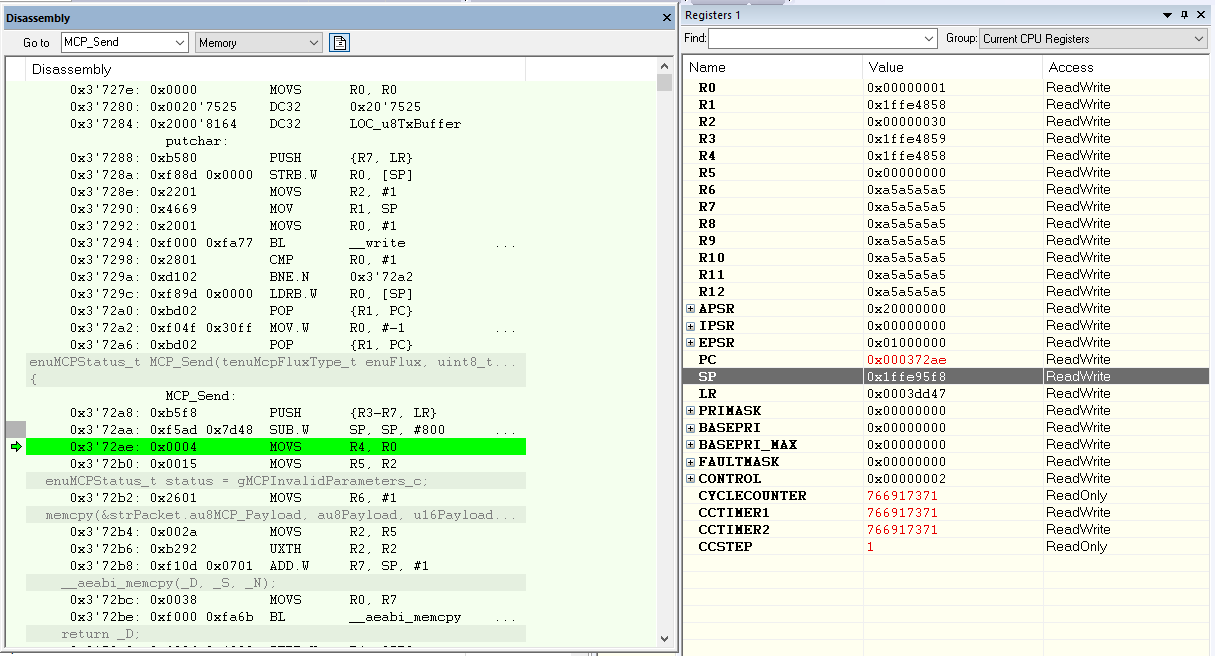 Disassembly
Go to MCP_Send Memory
Disassembly
0x3'727e: 0x0000 MOVS R0, R0
0x3'7280: 0x0020'7525 DC32 0x20'7525
0x3'7284: 0x2000'8164 DC32 LOC_u8TxBuffer
putchar:
0x3'7288: 0xb580 PUSH {R7, LR}
0x3'728a: 0xf88d 0x0000 STRB.W R0, [SP]
0x3'728e: 0x2201 MOVS R2, #1
0x3'7290: 0x4669 MOV R1, SP
0x3'7292: 0x2001 MOVS R0, #1
0x3'7294: 0xf000 0xfa77 BL __write ...
0x3'7298: 0x2801 CMP R0, #1
0x3'729a: 0xd102 BNE.N 0x3'72a2
0x3'729c: 0xf89d 0x0000 LDRB.W R0, [SP]
0x3'72a0: 0xbd02 POP {R1, PC}
0x3'72a2: 0xf04f 0x30ff MOV.W R0, #-1 ...
0x3'72a6: 0xbd02 POP {R1, PC}
enuMCPStatus_t MCP_Send(tenuMcpFluxType_t enuFlux, uint8_t...
{
MCP_Send:
0x3'72a8: 0xb5f8 PUSH {R3-R7, LR}
0x3'72aa: 0xf5ad 0x7d48 SUB.W SP, SP, #800 ...
0x3'72ae: 0x0004 MOVS R4, R0
0x3'72b0: 0x0015 MOVS R5, R2
enuMCPStatus_t status = gMCPInvalidParameters_c;
0x3'72b2: 0x2601 MOVS R6, #1
memcpy(&strPacket.au8MCP_Payload, au8Payload, u16Payload...
0x3'72b4: 0x002a MOVS R2, R5
0x3'72b6: 0xb292 UXTH R2, R2
0x3'72b8: 0xf10d 0x0701 ADD.W R7, SP, #1
__aeabi_memcpy(_D, _S, _N);
0x3'72bc: 0x0038 MOVS R0, R7
0x3'72be: 0xf000 0xfa6b BL __aeabi_memcpy ...
return _D;
Registers 1
Find: Group: Current CPU Registers
Name Value Access
R0 0x00000001 ReadWrite
R1 0x1ffe4858 ReadWrite
R2 0x00000030 ReadWrite
R3 0x1ffe4859 ReadWrite
R4 0x1ffe4858 ReadWrite
R5 0x00000000 ReadWrite
R6 0xa5a5a5a5 ReadWrite
R7 0xa5a5a5a5 ReadWrite
R8 0xa5a5a5a5 ReadWrite
R9 0xa5a5a5a5 ReadWrite
R10 0xa5a5a5a5 ReadWrite
R11 0xa5a5a5a5 ReadWrite
R12 0xa5a5a5a5 ReadWrite
APSR 0x20000000 ReadWrite
IPSR 0x00000000 ReadWrite
EPSR 0x01000000 ReadWrite
PC 0x000372ae ReadWrite
SP 0x1ffe95f8 ReadWrite
LR 0x0003dd47 ReadWrite
PRIMASK 0x00000000 ReadWrite
BASEPRI 0x00000000 ReadWrite
BASEPRI_MAX 0x00000000 ReadWrite
FAULTMASK 0x00000000 ReadWrite
CONTROL 0x00000002 ReadWrite
CYCLECOUNTER 766917371 ReadOnly
CCTIMER1 766917371 ReadWrite
CCTIMER2 766917371 ReadWrite
CCSTEP 1 ReadOnly